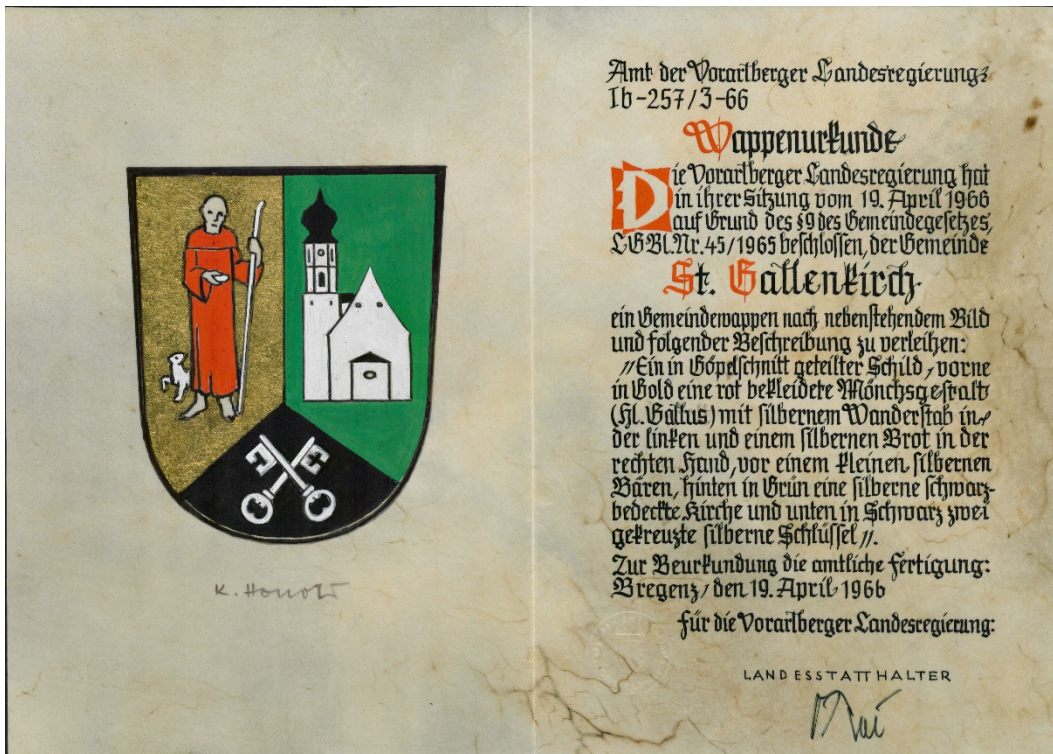 Amt der Vorarlberger Landesregierung:
Ib-257/3-66
Wappenurkunde
Die Vorarlberger Landesregierung hat
in ihrer Sitzung vom 19. April 1966
auf Grund des §9 des Gemeindegesetzes,
LGBl. Nr. 45/1965 beschlossen, der Gemeinde
St. Gallenkirch
ein Gemeindewappen nach nebenstehendem Bild
und folgender Beschreibung zu verleihen:
„Ein in Göpelschnitt geteilter Schild, vorne
in Gold eine rot bekleidete Mönchsgestalt
(Hl. Gallus) mit silbernem Wanderstab in
der linken und einem silbernen Brot in der
rechten Hand, vor einem kleinen silbernen
Bären, hinten in Grün eine silberne schwarz-
bedeckte Kirche und unten in Schwarz zwei
gekreuzte silberne Schlüssel„.
Zur Beurkundung die amtliche Fertigung:
Bregenz, den 19. April 1966
Für die Vorarlberger Landesregierung:
LANDESSTATTHALTER